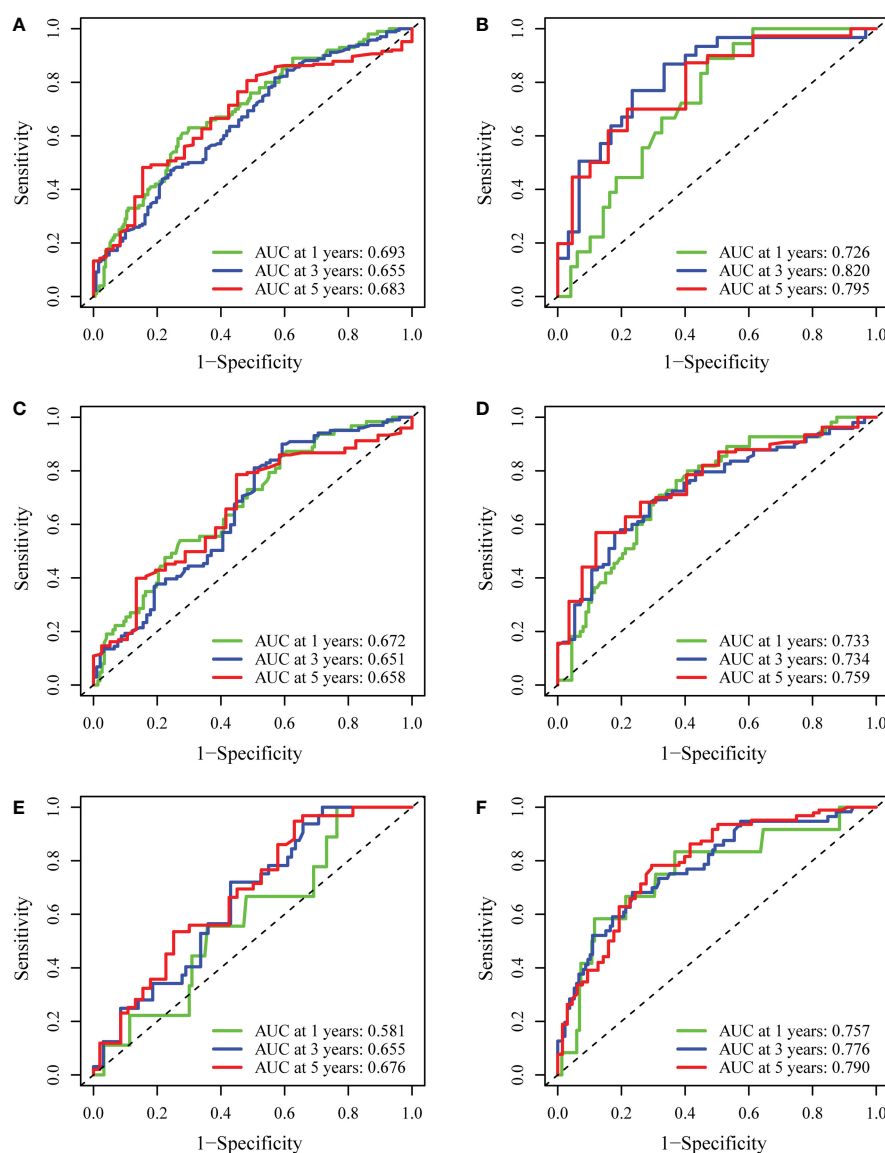 A
Sensitivity
0.0 0.2 0.4 0.6 0.8 1.0
AUC at 1 years: 0.693
AUC at 3 years: 0.655
AUC at 5 years: 0.683
0.0 0.2 0.4 0.6 0.8 1.0
1−Specificity
B
Sensitivity
0.0 0.2 0.4 0.6 0.8 1.0
AUC at 1 years: 0.726
AUC at 3 years: 0.820
AUC at 5 years: 0.795
0.0 0.2 0.4 0.6 0.8 1.0
1−Specificity
C
Sensitivity
0.0 0.2 0.4 0.6 0.8 1.0
AUC at 1 years: 0.672
AUC at 3 years: 0.651
AUC at 5 years: 0.658
0.0 0.2 0.4 0.6 0.8 1.0
1−Specificity
D
Sensitivity
0.0 0.2 0.4 0.6 0.8 1.0
AUC at 1 years: 0.733
AUC at 3 years: 0.734
AUC at 5 years: 0.759
0.0 0.2 0.4 0.6 0.8 1.0
1−Specificity
E
Sensitivity
0.0 0.2 0.4 0.6 0.8 1.0
AUC at 1 years: 0.581
AUC at 3 years: 0.655
AUC at 5 years: 0.676
0.0 0.2 0.4 0.6 0.8 1.0
1−Specificity
F
Sensitivity
0.0 0.2 0.4 0.6 0.8 1.0
AUC at 1 years: 0.757
AUC at 3 years: 0.776
AUC at 5 years: 0.790
0.0 0.2 0.4 0.6 0.8 1.0
1−Specificity